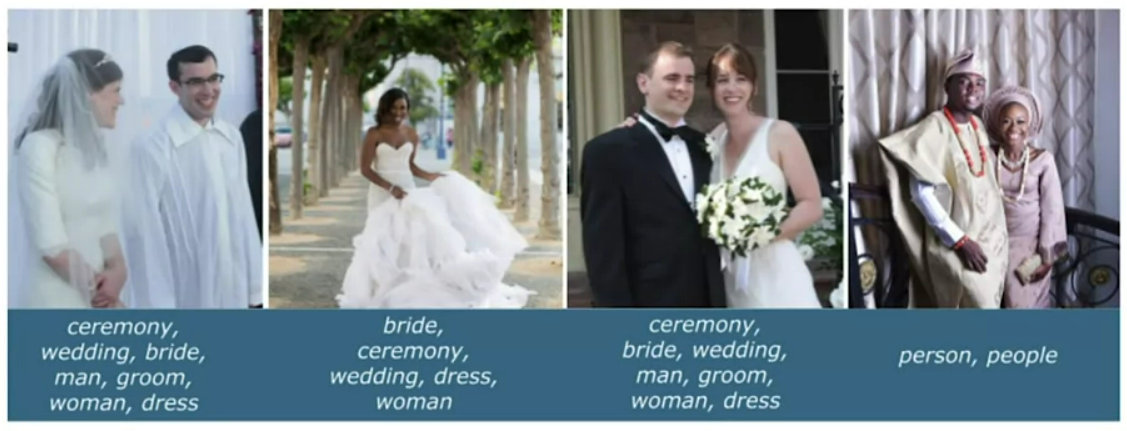 ceremony,
wedding, bride,
man, groom,
woman, dress
bride,
ceremony,
wedding, dress,
woman
ceremony,
bride, wedding,
man, groom,
woman, dress
person, people